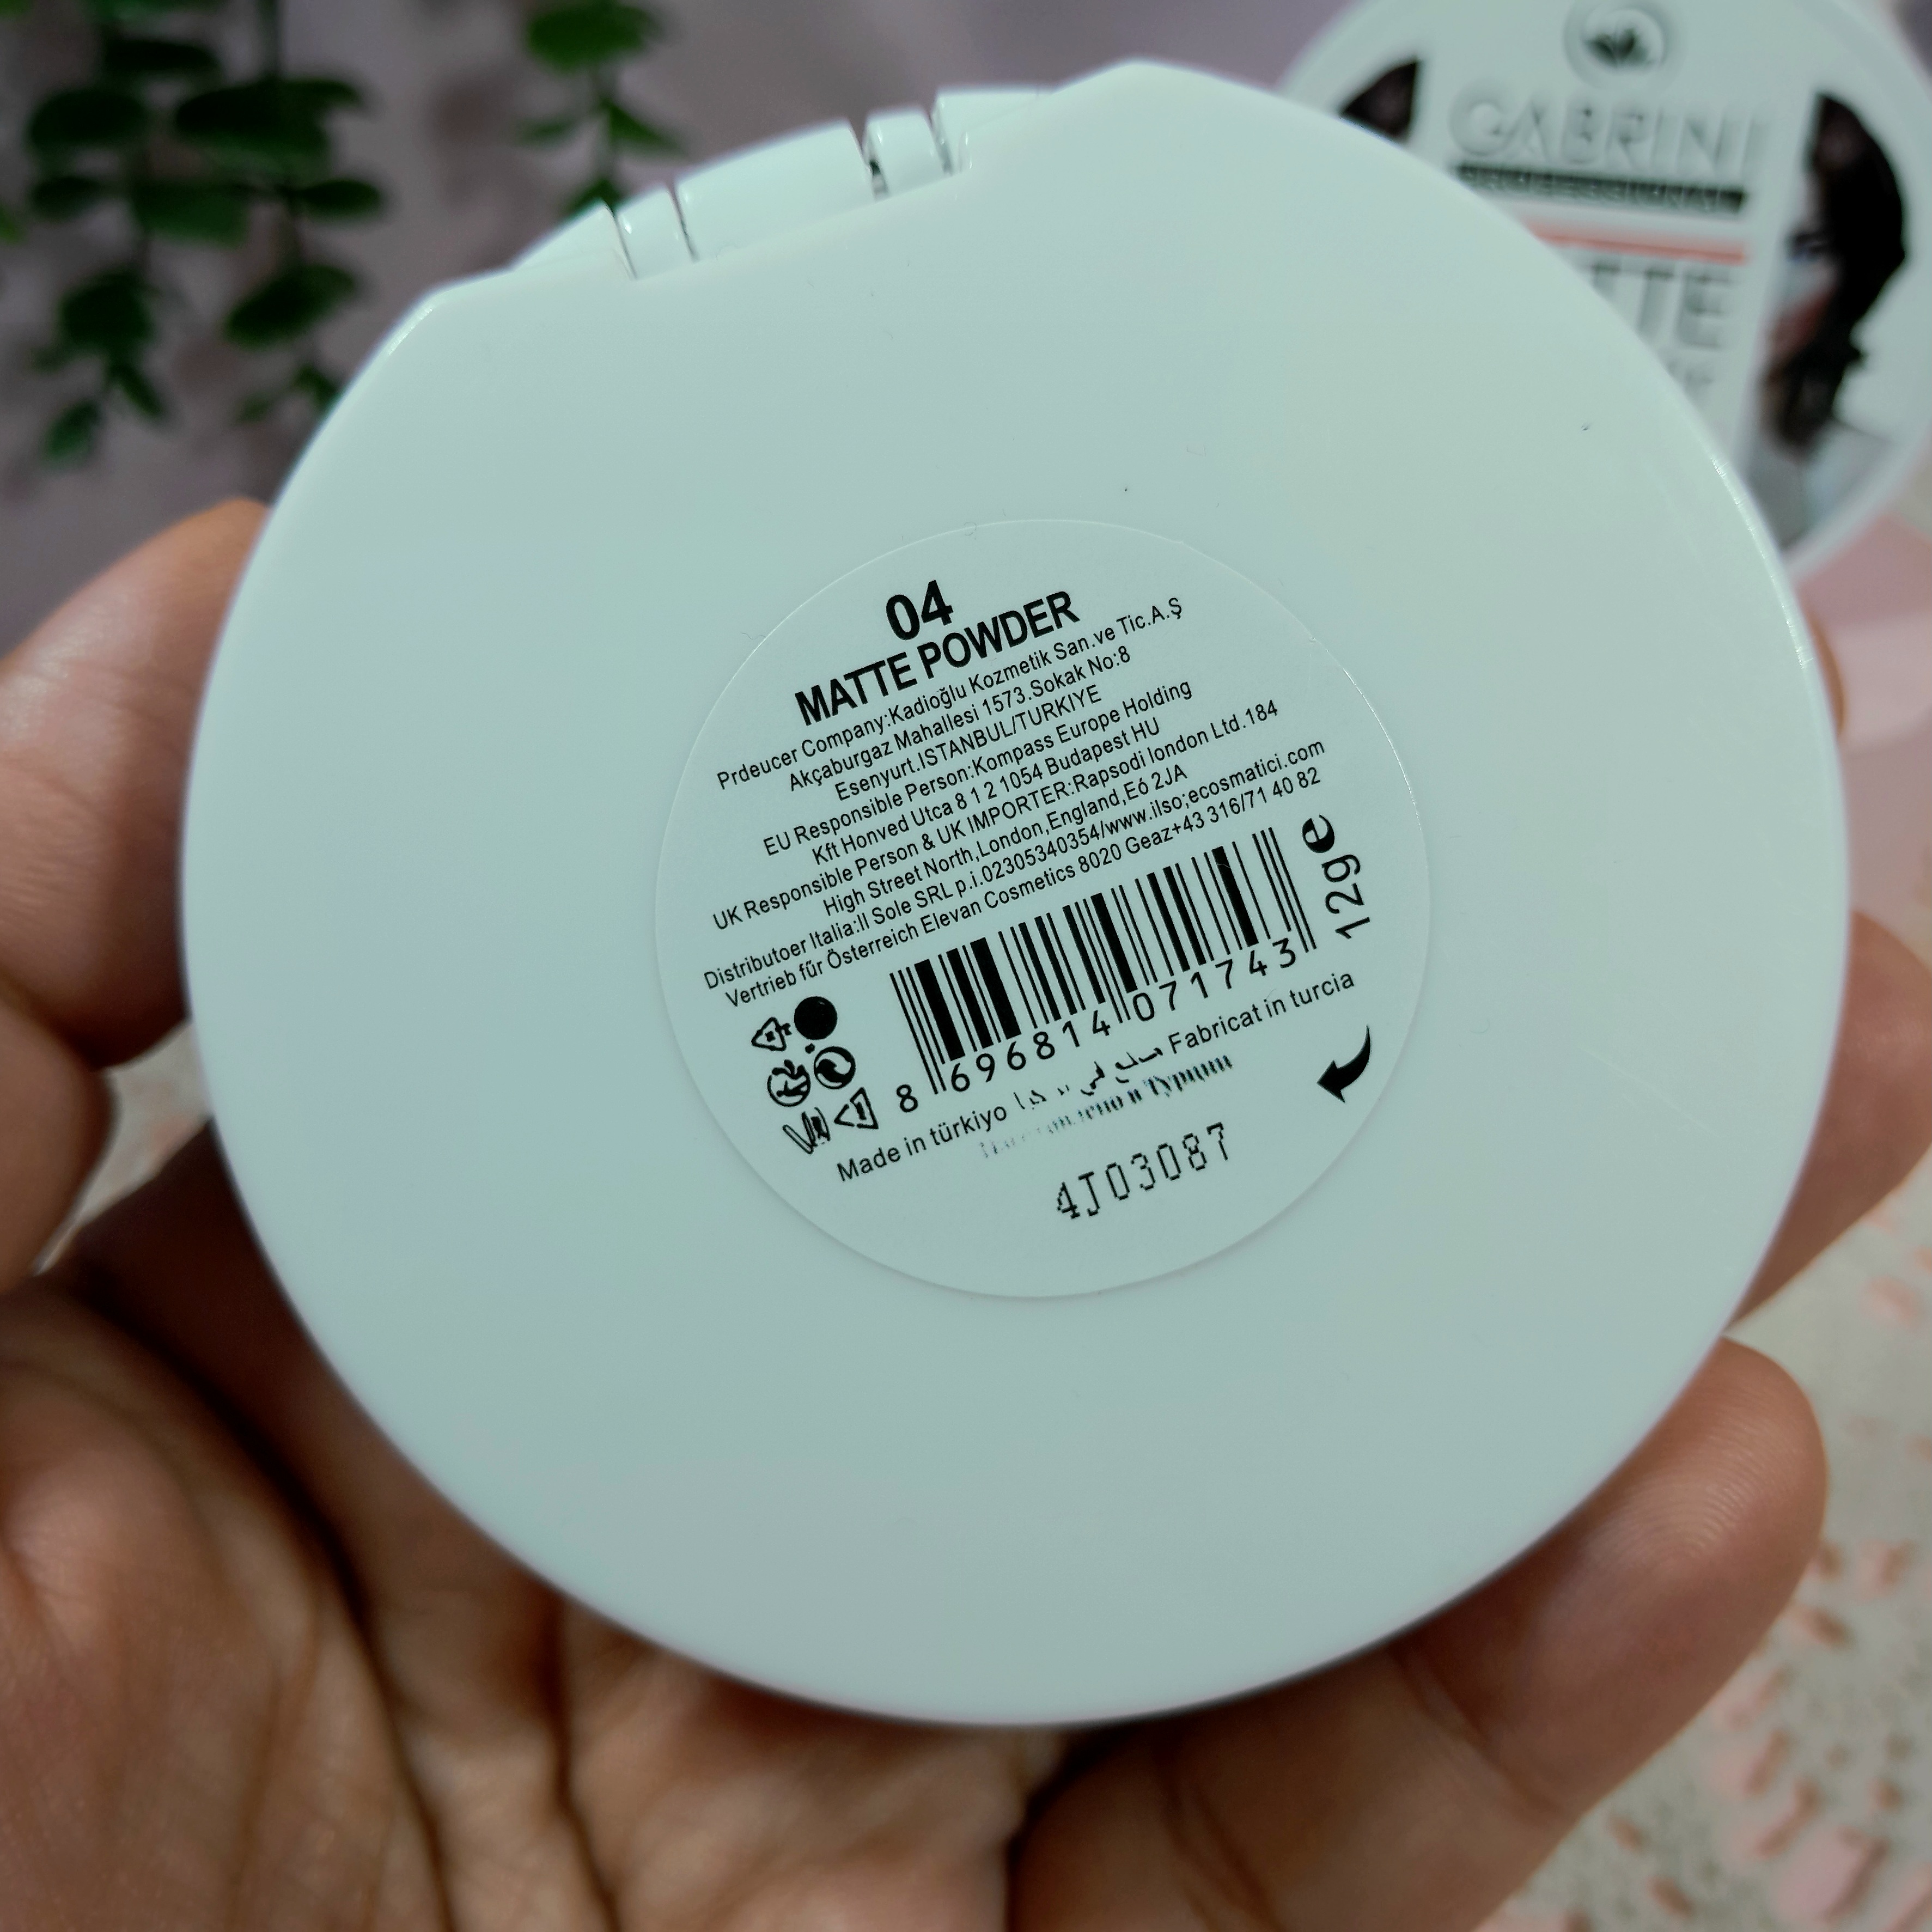 GABRINI
PROFESSIONAL
04
MATTE POWDER
Prdeucer Company:Kadioğlu Kozmetik San.ve Tic.A.Ş
Akçaburgaz Mahallesi 1573.Sokak No:8
Esenyurt.ISTANBUL/TURKIYE
EU Responsible Person:Kompass Europe Holding
Kft Honved Utca 8 1 2 1054 Budapest HU
UK Responsible Person & UK IMPORTER:Rapsodi london Ltd.184
High Street North,London,England,Eó 2JA
Distributoer Italia:Il Sole SRL p.i.02305340354/www.ilso;ecosmatici.com
Vertrieb für Österreich Elevan Cosmetics 8020 Geaz+43 316/71 40 82
12g e
8 696814 071743
Made in türkiyo Fabricat in turcia
4J03087